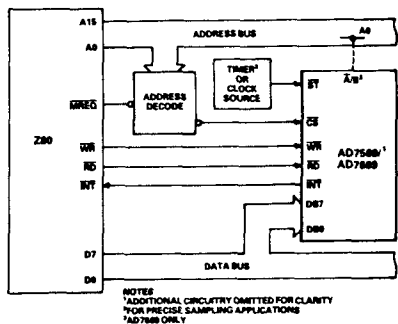 A15
ADDRESS BUS
A0
A0
TIMER²
OR
CLOCK
SOURCE
A/B³
ST
MREQ
ADDRESS
DECODE
CS
Z80
WR
WR
AD7569/¹
AD7669
RD
RD
INT
INT
DB7
DB0
D7
DATA BUS
D0
NOTES
¹ADDITIONAL CIRCUITRY OMITTED FOR CLARITY
²FOR PRECISE SAMPLING APPLICATIONS
³AD7669 ONLY